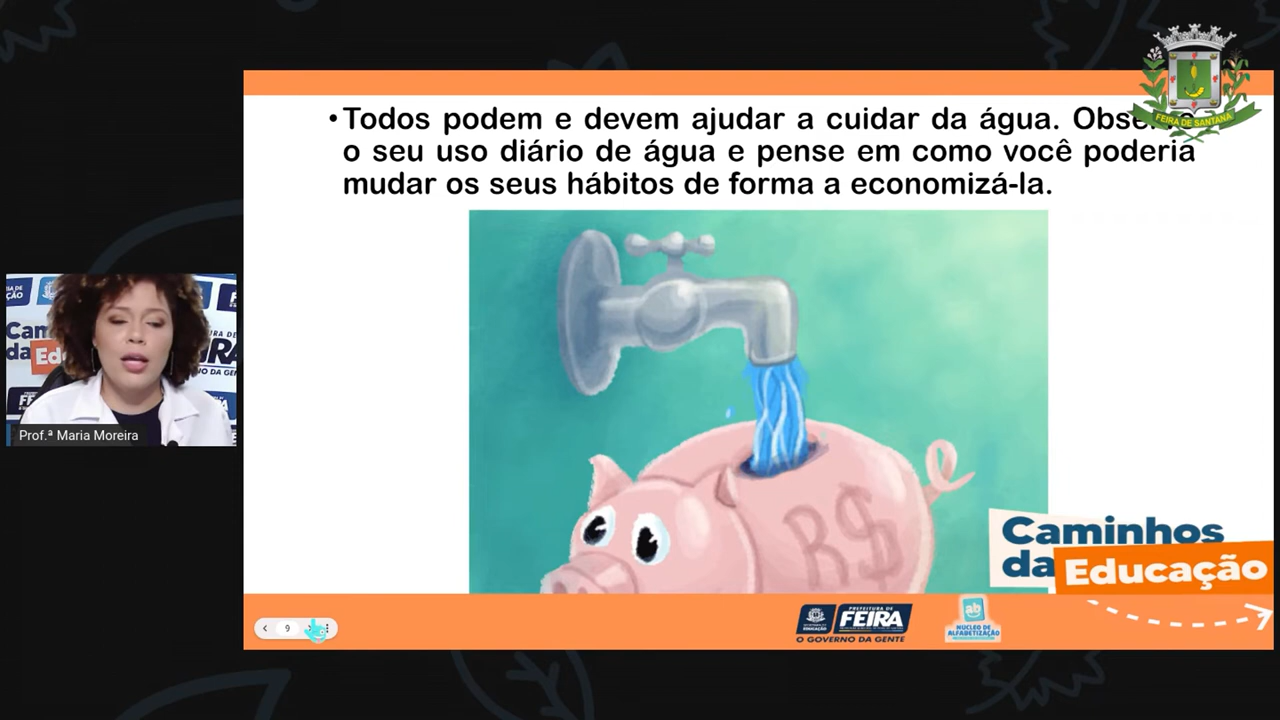 FEIRA DE SANTANA
• Todos podem e devem ajudar a cuidar da água.
o seu uso diário de água e pense em como você poderia
mudar os seus hábitos de forma a economizá-la.
R$
Prof.ª Maria Moreira
Caminhos
da Educação
9
PREFEITURA DE
FEIRA
O GOVERNO DA GENTE
EDUCAÇÃO
ab
NÚCLEO DE
ALFABETIZAÇÃO